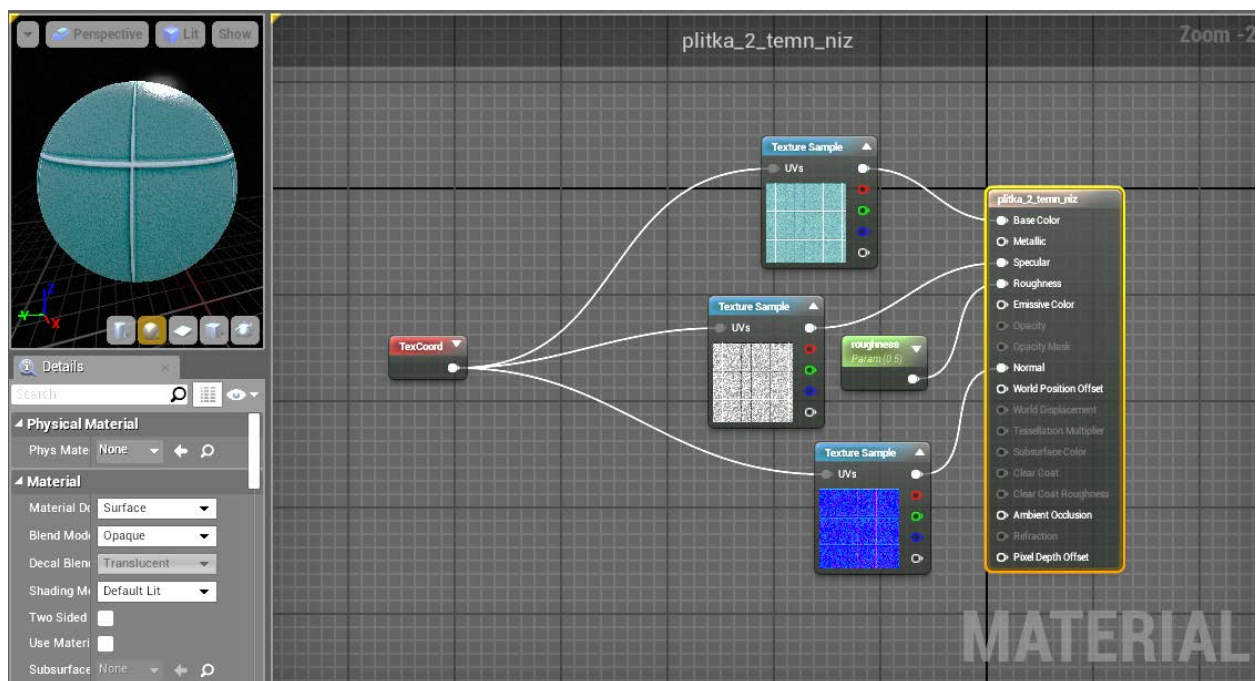 Perspective
Lit
Show
Z
Y
X
Details
Search
Physical Material
Phys Mate
None
Material
Material Do
Surface
Blend Mod
Opaque
Decal Blen
Translucent
Shading M
Default Lit
Two Sided
Use Materi
Subsurface
None
plitka_2_temn_niz
Zoom -2
Texture Sample
UVs
Texture Sample
UVs
TexCoord
roughness
Param (0.5)
Texture Sample
UVs
plitka_2_temn_niz
Base Color
Metallic
Specular
Roughness
Emissive Color
Opacity
Opacity Mask
Normal
World Position Offset
World Displacement
Tessellation Multiplier
Subsurface Color
Clear Coat
Clear Coat Roughness
Ambient Occlusion
Refraction
Pixel Depth Offset
MATERIAL